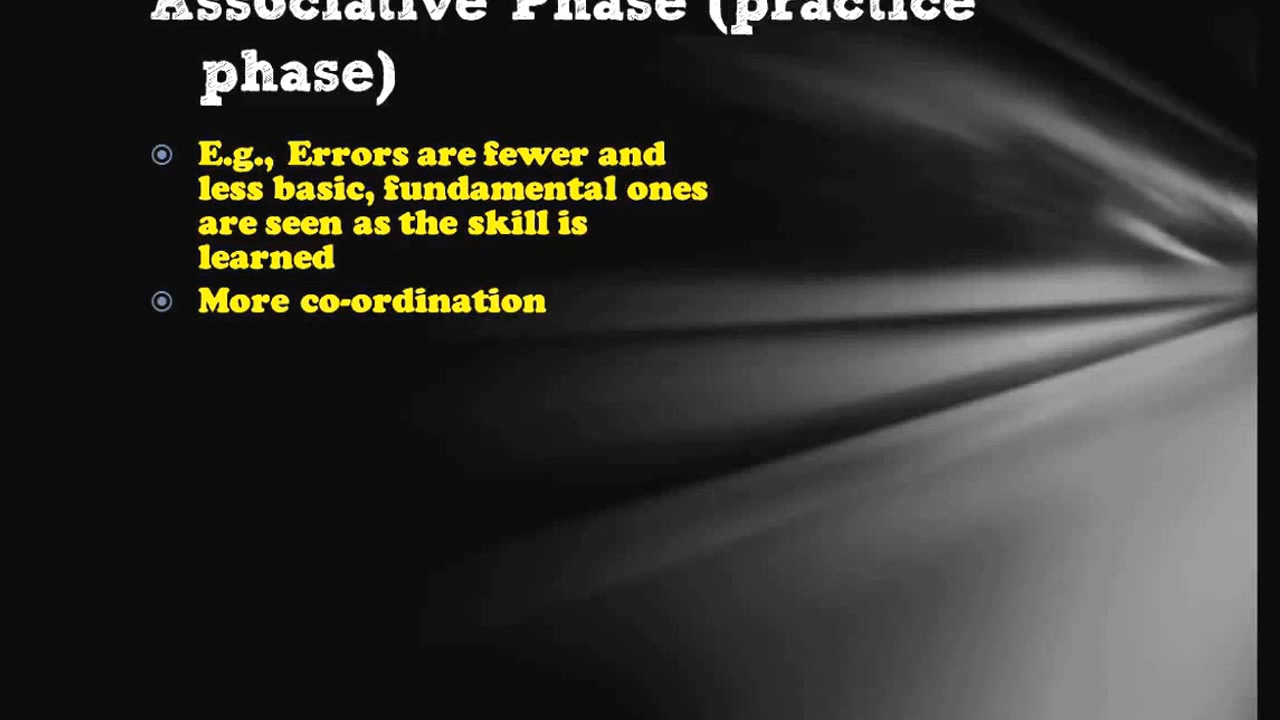 Associative Phase (practice
phase)
E.g., Errors are fewer and
less basic, fundamental ones
are seen as the skill is
learned
More co-ordination